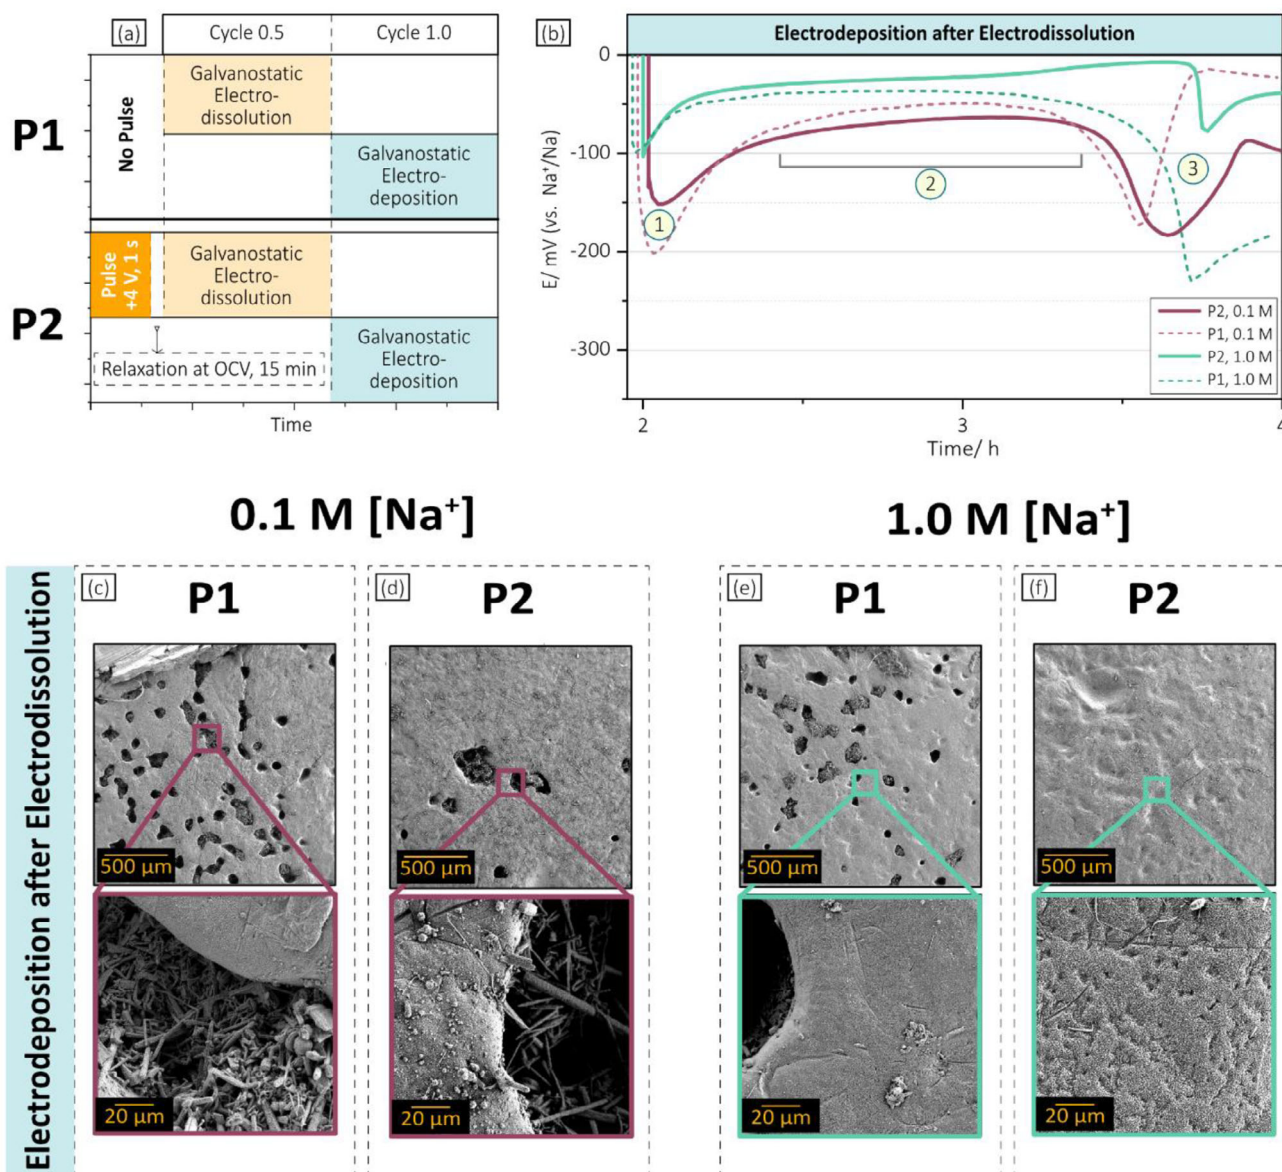 (a)
Cycle 0.5
Cycle 1.0
P1
No Pulse
Galvanostatic
Electro-
dissolution
Galvanostatic
Electro-
deposition
P2
Pulse
+4 V, 1 s
Galvanostatic
Electro-
dissolution
Galvanostatic
Electro-
deposition
Relaxation at OCV, 15 min
Time
(b)
Electrodeposition after Electrodissolution
0
-100
-200
-300
E/ mV (vs. Na⁺/Na)
1
2
3
P2, 0.1 M
P1, 0.1 M
P2, 1.0 M
P1, 1.0 M
2
3
4
Time/ h
0.1 M [Na⁺]
1.0 M [Na⁺]
Electrodeposition after Electrodissolution
(c)
P1
500 µm
20 µm
(d)
P2
500 µm
20 µm
(e)
P1
500 µm
20 µm
(f)
P2
500 µm
20 µm